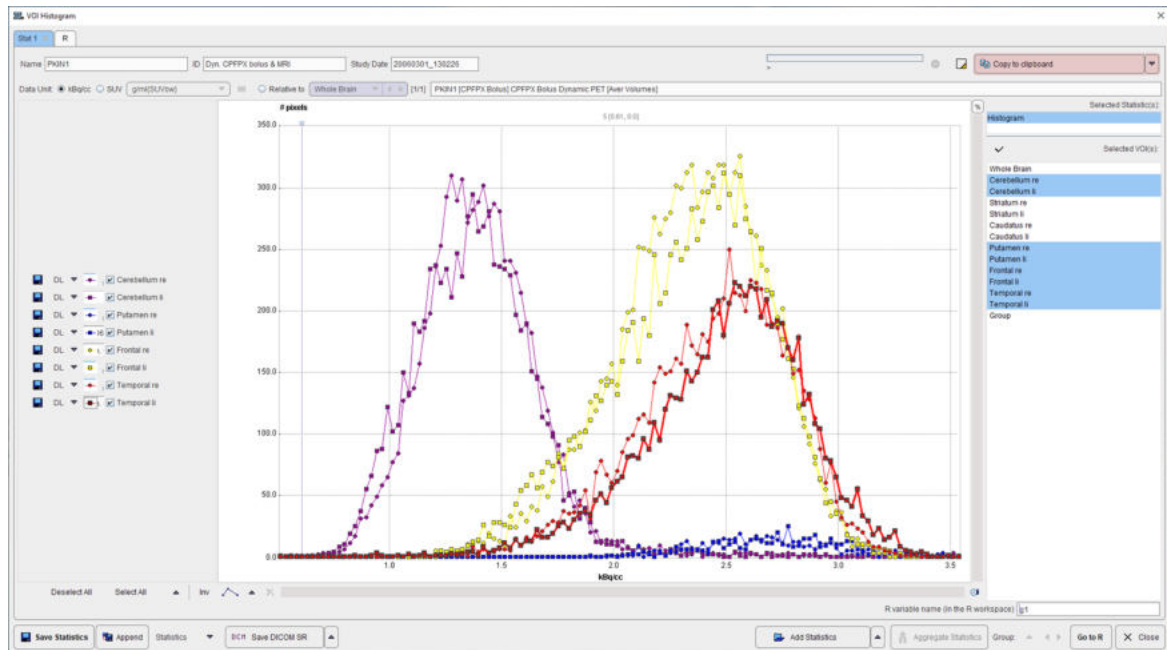 VOI Histogram
Stat 1 R
Name PKIN1 ID Dyn. CPFPX bolus & MRI Study Date 20060301_130226 Copy to clipboard
Data Unit: kBq/cc SUV g/ml(SUVbw) Relative to Whole Brain [1/1] PKIN1 [CPFPX Bolus] CPFPX Bolus Dynamic PET [Aver Volumes]
# pixels
% Selected Statistic(s):
350.0
Histogram
Selected VOI(s):
Whole Brain
Cerebellum re
Cerebellum li
Striatum re
Striatum li
Caudatus re
Caudatus li
Putamen re
Putamen li
Frontal re
Frontal li
Temporal re
Temporal li
Group
300.0
250.0
200.0
150.0
100.0
50.0
0.0
DL Cerebellum re
DL Cerebellum li
DL Putamen re
DL Putamen li
DL Frontal re
DL Frontal li
DL Temporal re
DL Temporal li
1.0 1.5 2.0 2.5 3.0 3.5
kBq/cc
Deselect All Select All Inv
R variable name (in the R workspace) g1
Save Statistics Append Statistics DCM Save DICOM SR Add Statistics Aggregate Statistics Group: Go to R Close